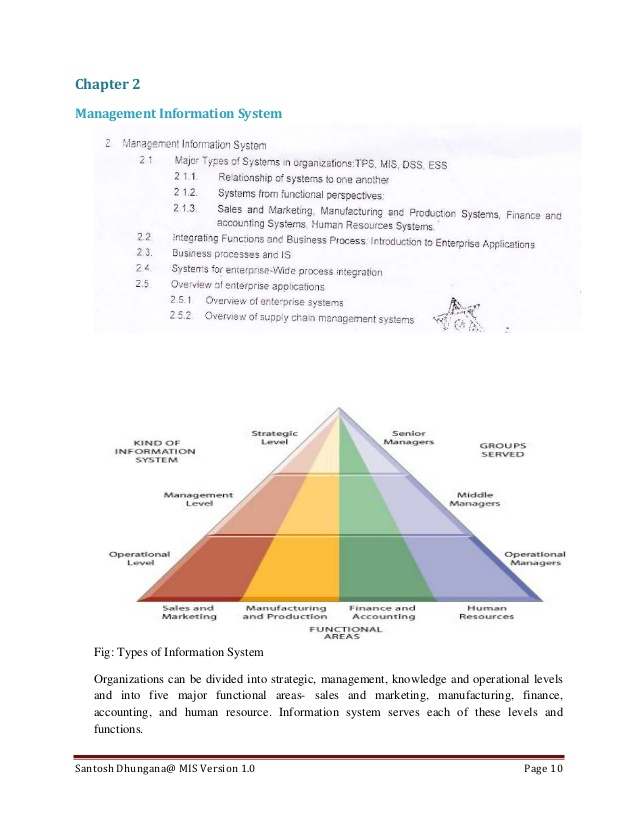 Chapter 2
Management Information System
2. Management Information System
2.1 Major Types of Systems in organizations:TPS, MIS, DSS, ESS
2.1.1. Relationship of systems to one another
2.1.2. Systems from functional perspectives:
2.1.3. Sales and Marketing, Manufacturing and Production Systems, Finance and
accounting Systems, Human Resources Systems.
2.2. Integrating Functions and Business Process: Introduction to Enterprise Applications
2.3. Business processes and IS
2.4. Systems for enterprise-Wide process integration
2.5 Overview of enterprise applications
2.5.1. Overview of enterprise systems
2.5.2. Overview of supply chain management systems
KIND OF
INFORMATION
SYSTEM
Strategic
Level
Senior
Managers
GROUPS
SERVED
Management
Level
Middle
Managers
Operational
Level
Operational
Managers
Sales and
Marketing
Manufacturing
and Production
Finance and
Accounting
Human
Resources
FUNCTIONAL
AREAS
Fig: Types of Information System
Organizations can be divided into strategic, management, knowledge and operational levels
and into five major functional areas- sales and marketing, manufacturing, finance,
accounting, and human resource. Information system serves each of these levels and
functions.
Santosh Dhungana@ MIS Version 1.0 Page 10